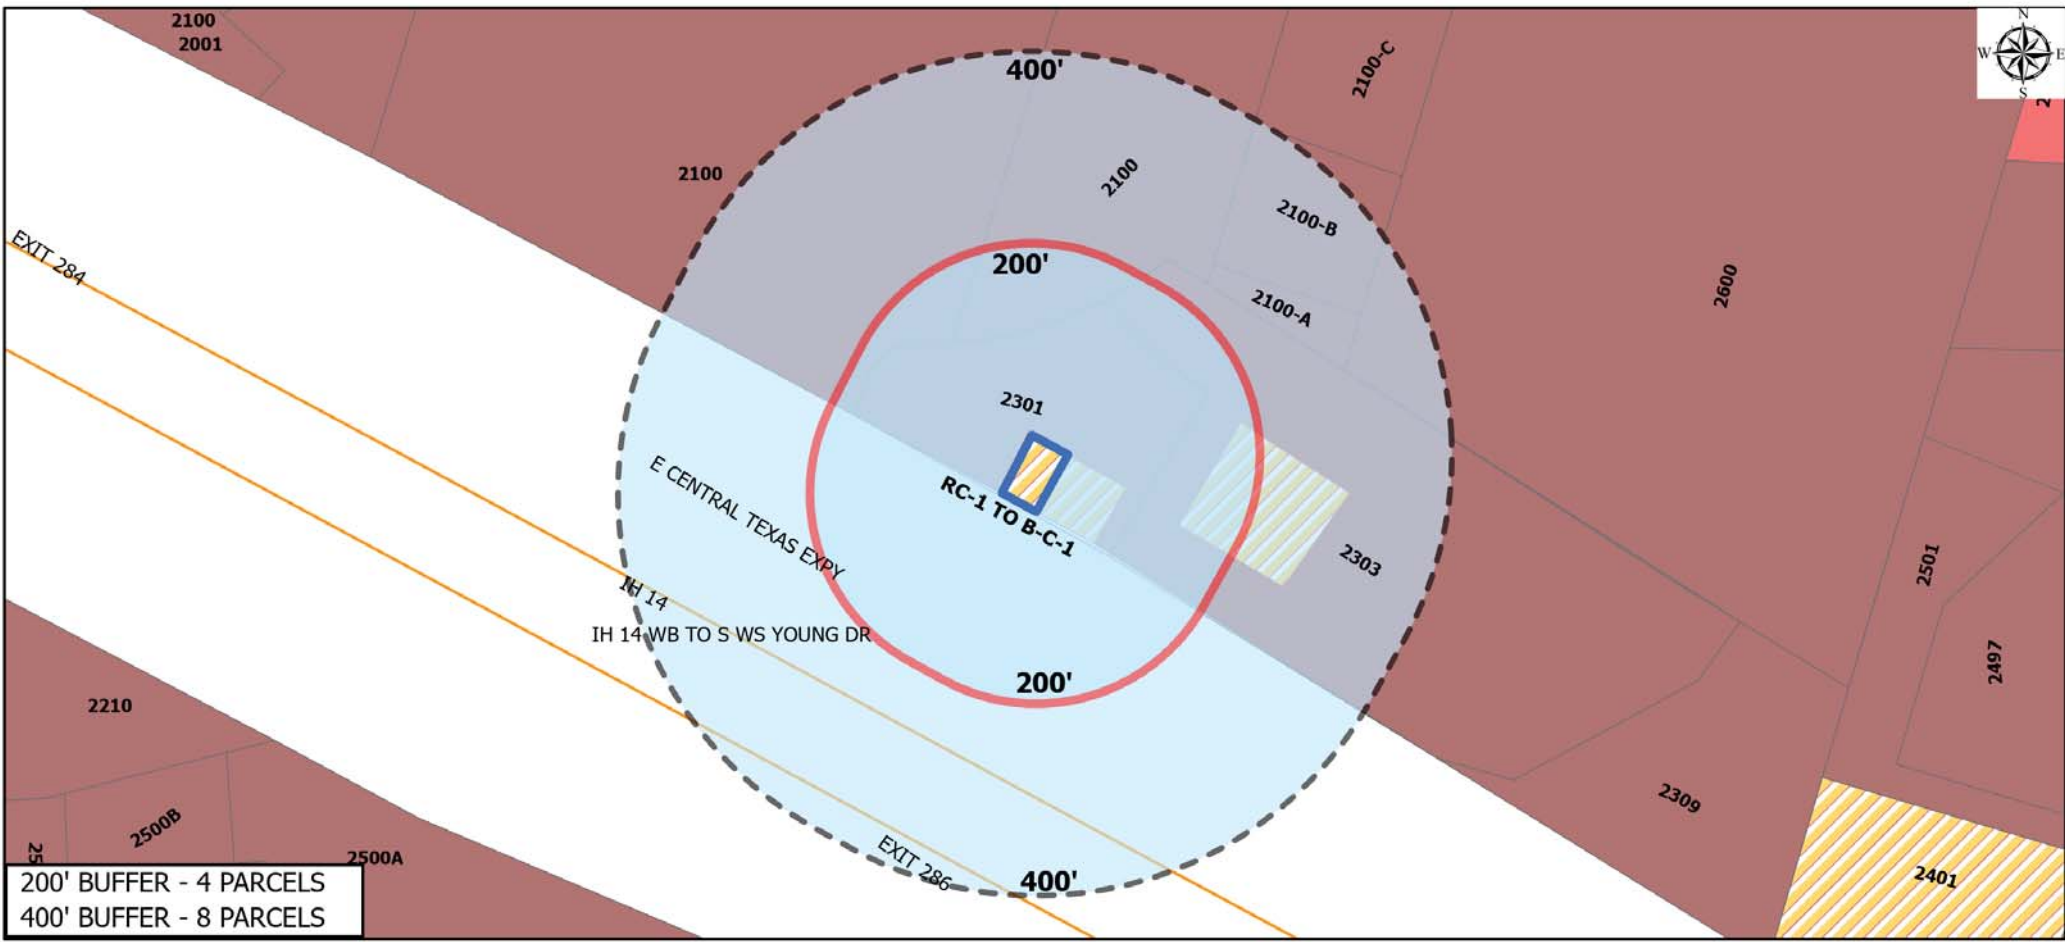 2100
2001
N
W
E
S
2
400'
2100-C
2100
2100
2100-B
EXIT 284
200'
2100-A
2600
2301
E CENTRAL TEXAS EXPY
RC-1 TO B-C-1
2303
2501
IH 14
IH 14 WB TO S WS YOUNG DR
2497
200'
2210
2309
2500B
25
2500A
EXIT 286
400'
2401
200' BUFFER - 4 PARCELS
400' BUFFER - 8 PARCELS